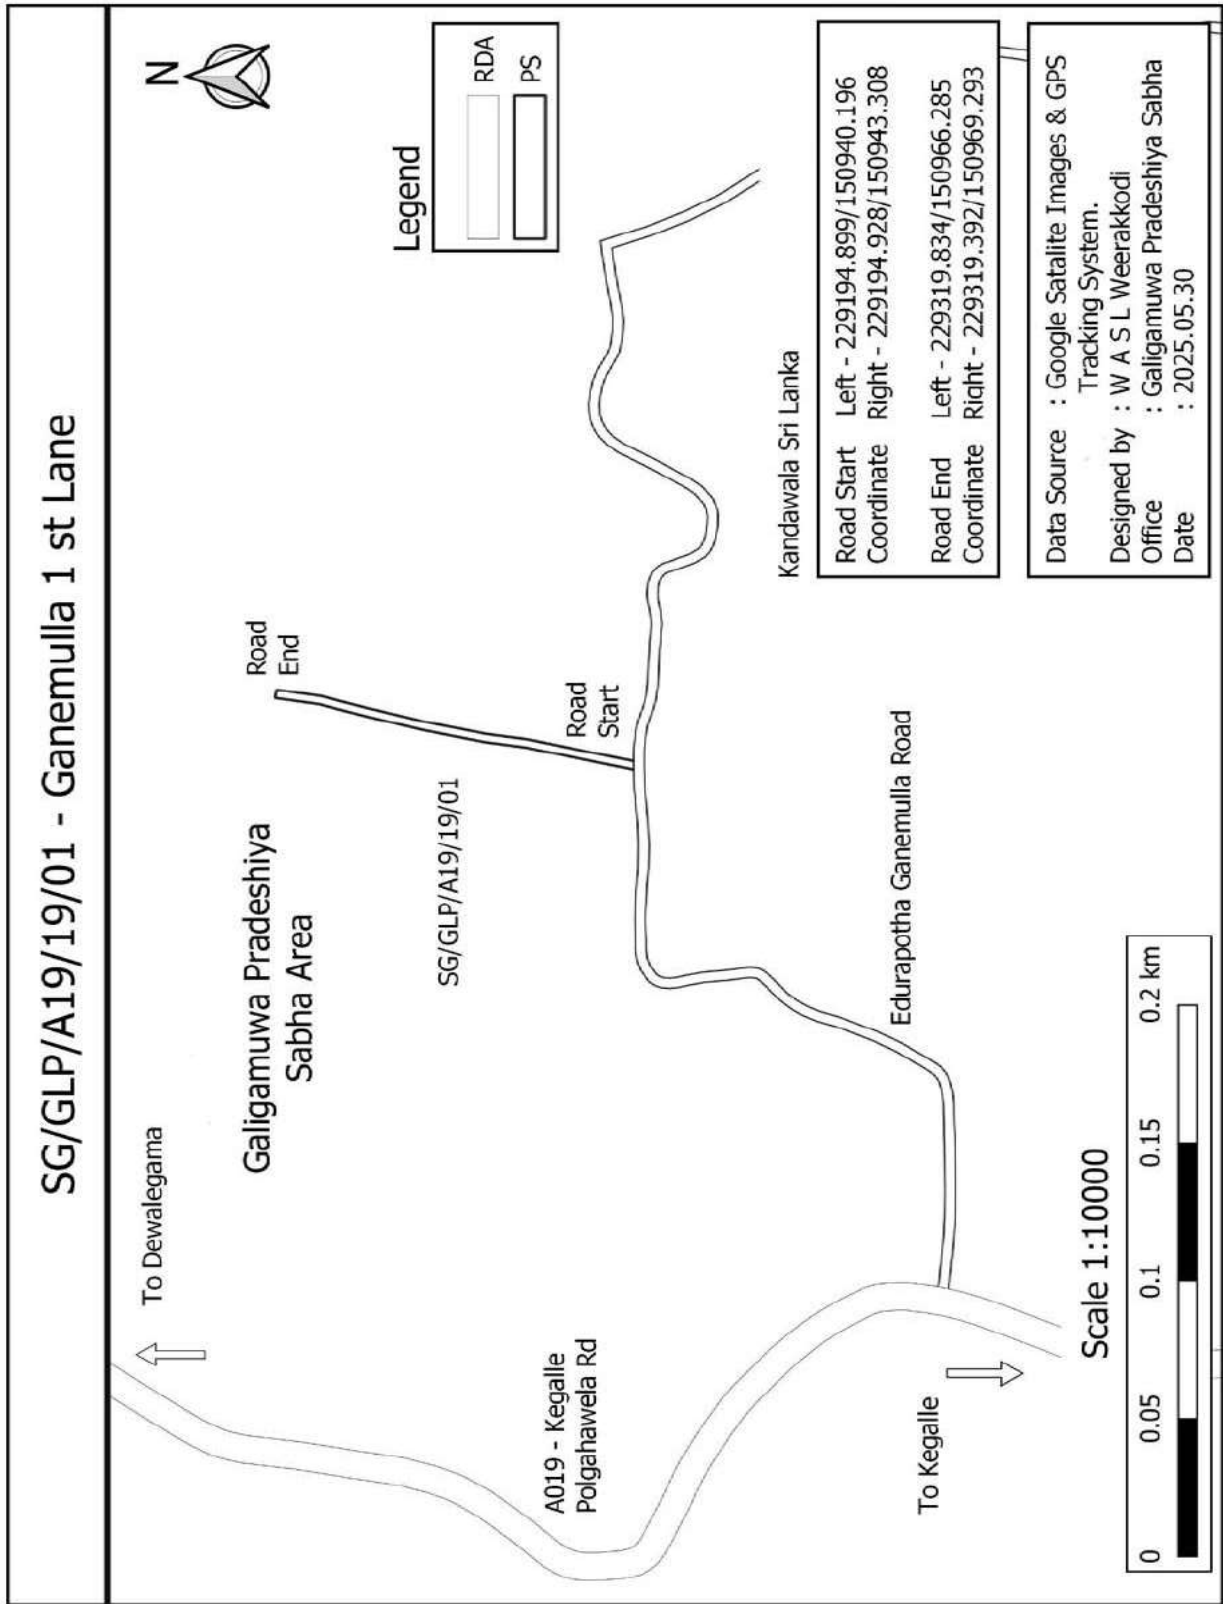 SG/GLP/A19/19/01 - Ganemulla 1 st Lane
N
To Dewalegama
Galigamuwa Pradeshiya
Sabha Area
Road
End
Legend
RDA
PS
SG/GLP/A19/19/01
Road
Start
A019 - Kegalle
Polgahawela Rd
Edurapotha Ganemulla Road
To Kegalle
Kandawala Sri Lanka
Road Start Left - 229194.899/150940.196
Coordinate Right - 229194.928/150943.308
Road End Left - 229319.834/150966.285
Coordinate Right - 229319.392/150969.293
Scale 1:10000
0 0.05 0.1 0.15 0.2 km
Data Source : Google Satalite Images & GPS
Tracking System.
Designed by : W A S L Weerakkodi
Office : Galigamuwa Pradeshiya Sabha
Date : 2025.05.30